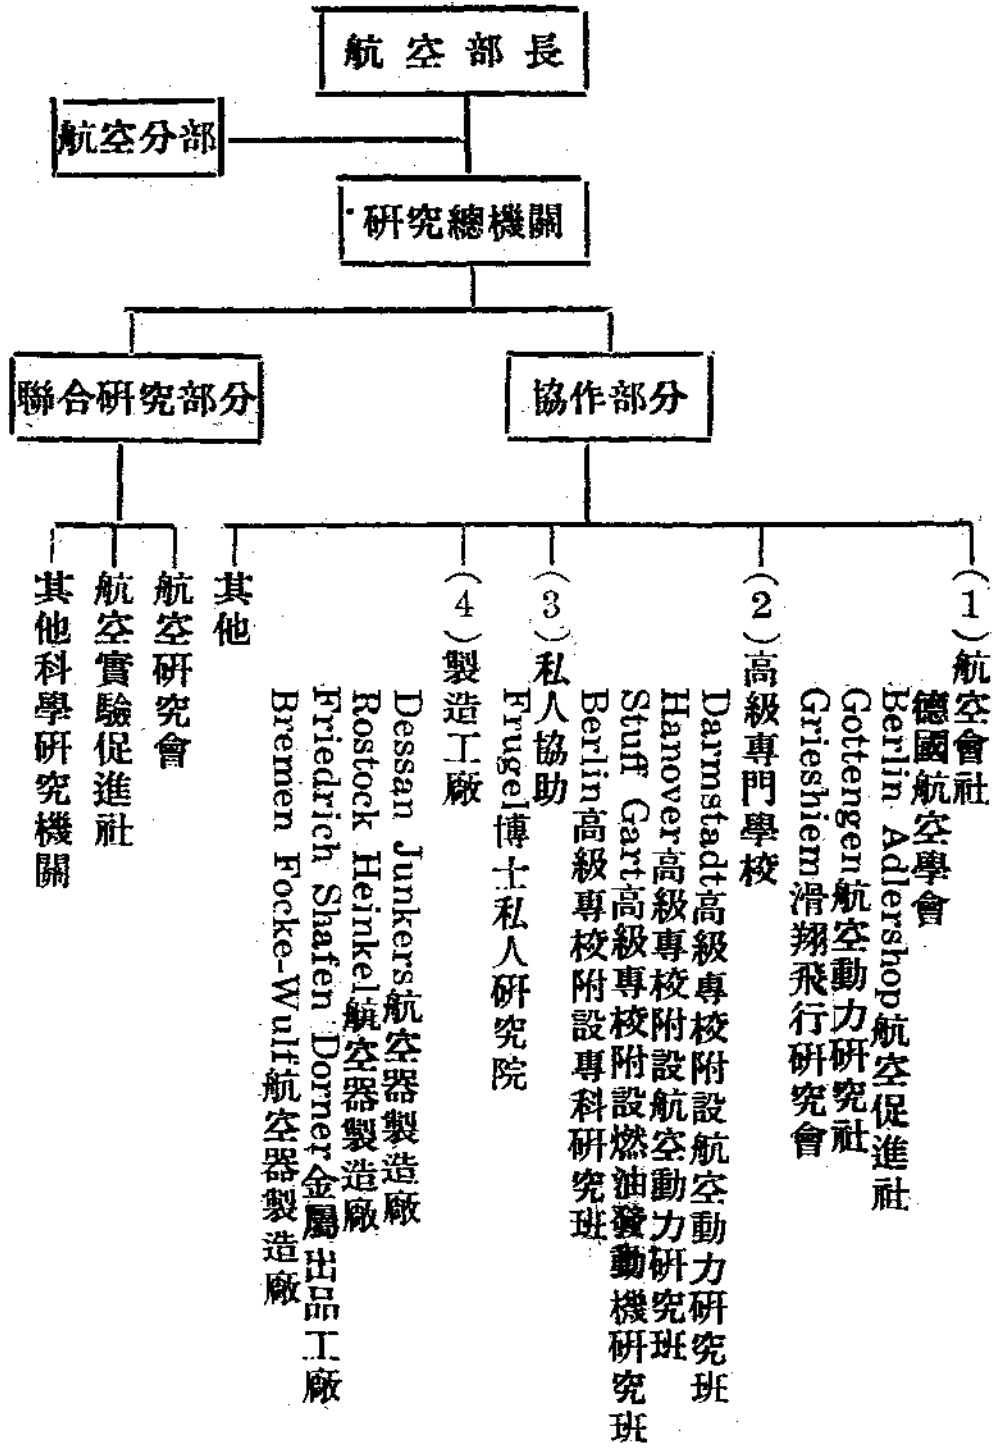 航空部長
航空分部
研究總機關
聯合研究部分
協作部分
(1)航空會社
德國航空學會
Berlin Adlershop航空促進社
Gottengen航空動力研究社
Grieshiem滑翔飛行研究會
(2)高級專門學校
Darmstadt高級專校附設航空動力研究班
Hanover高級專校附設航空動力研究班
Stuff Gart高級專校附設燃油發動機研究班
Berlin高級專校附設專科研究班
(3)私人協助
Frugel博士私人研究院
(4)製造工廠
Dessan Junkers航空器製造廠
Rostock Heinkel航空器製造廠
Friedrich Shafen Dorner金屬出品工廠
Bremen Focke-Wulf航空器製造廠
其他
航空研究會
航空實驗促進社
其他科學研究機關